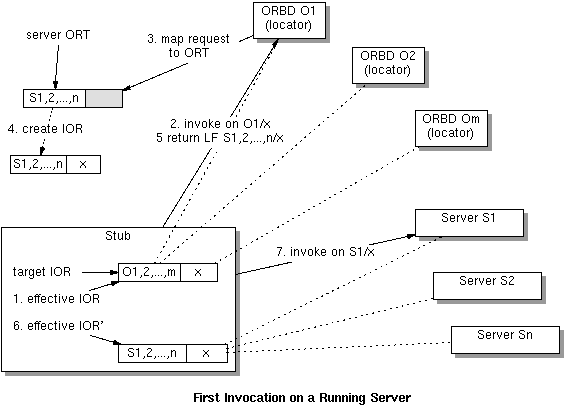 ORBD O1
(locator)
server ORT
3. map request
to ORT
ORBD O2
(locator)
S1,2,...,n
4. create IOR
2. invoke on O1/x
5 return LF S1,2,...,n/x
ORBD Om
(locator)
S1,2,...,n
x
Stub
Server S1
7. invoke on S1/x
target IOR
O1,2,...,m
x
1. effective IOR
Server S2
6. effective IOR'
S1,2,...,n
x
Server Sn
First Invocation on a Running Server